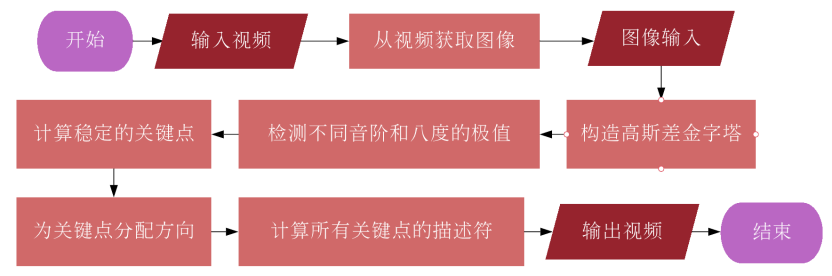 开始
输入视频
从视频获取图像
图像输入
构造高斯差金字塔
检测不同音阶和八度的极值
计算稳定的关键点
为关键点分配方向
计算所有关键点的描述符
输出视频
结束